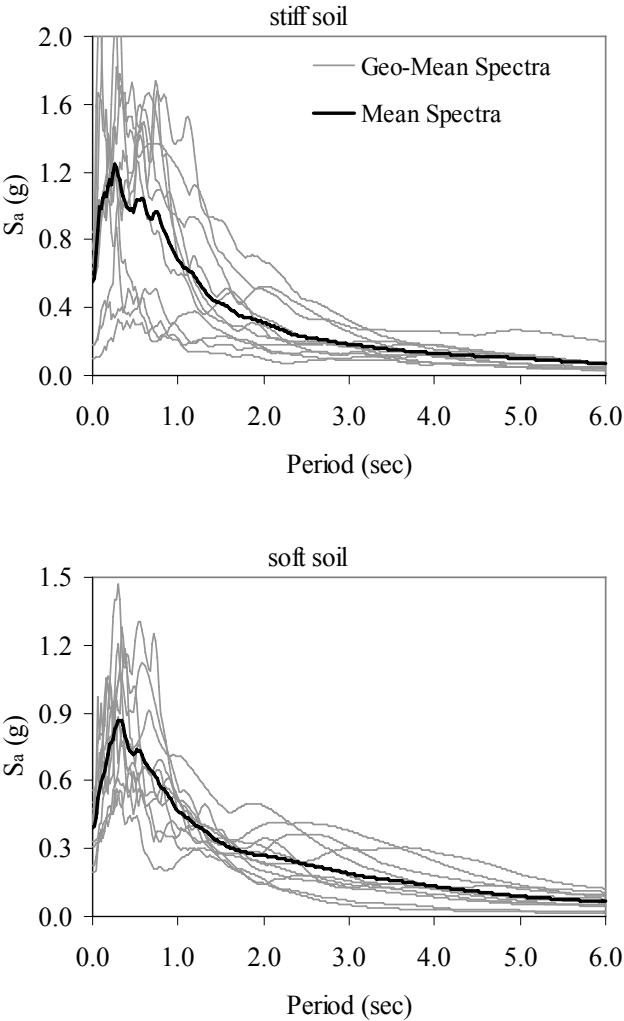 stiff soil
2.0
Geo-Mean Spectra
1.6
Mean Spectra
1.2
Sa (g)
0.8
0.4
0.0
0.0 1.0 2.0 3.0 4.0 5.0 6.0
Period (sec)
soft soil
1.5
1.2
0.9
Sa (g)
0.6
0.3
0.0
0.0 1.0 2.0 3.0 4.0 5.0 6.0
Period (sec)